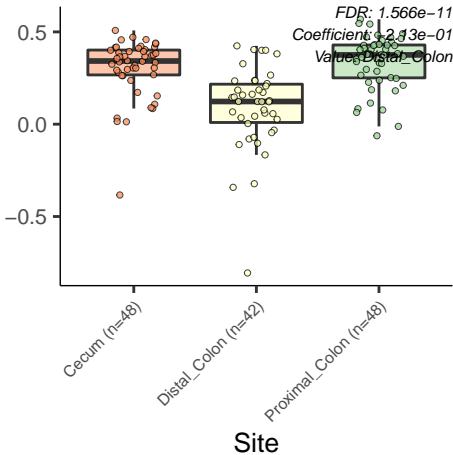 FDR: 1.566e−11
Coefficient: −2.13e−01
Value: Distal_Colon
0.5
0.0
−0.5
Cecum (n=48)
Distal_Colon (n=42)
Proximal_Colon (n=48)
Site